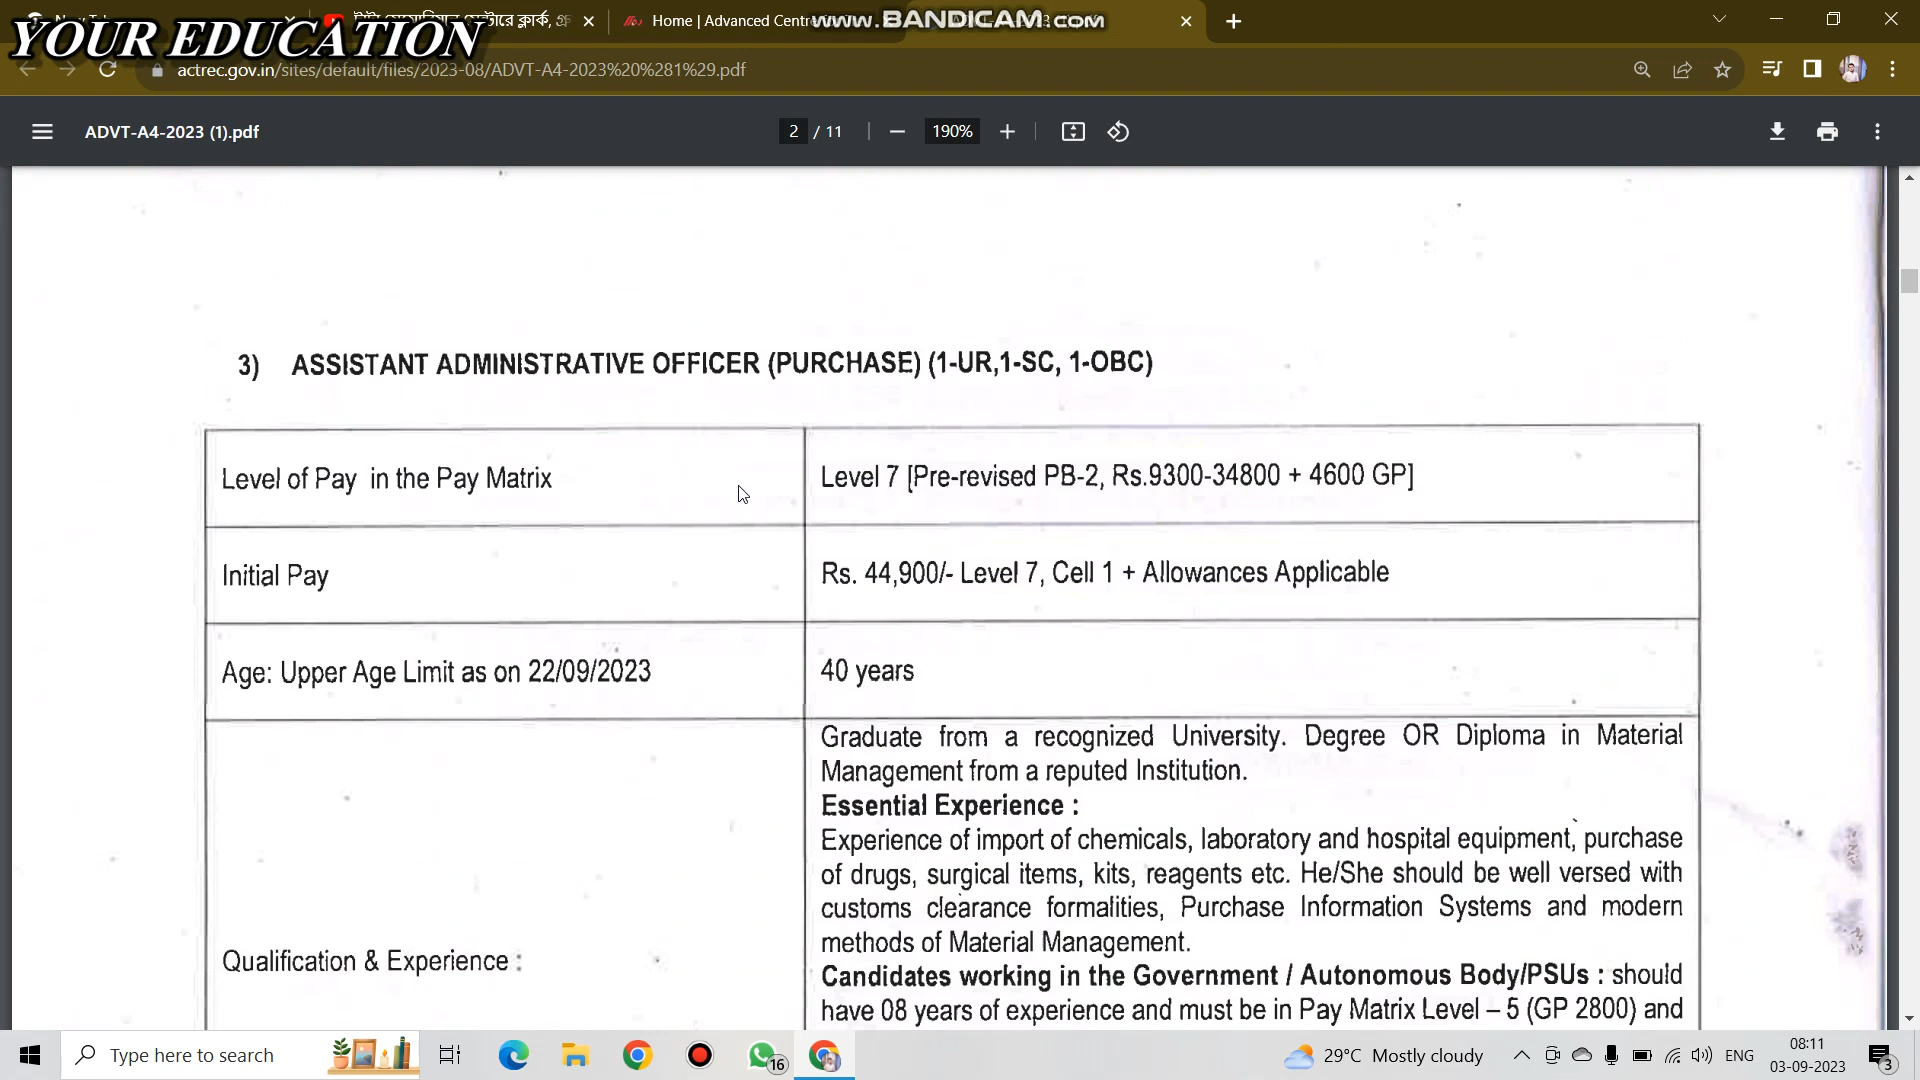 YOUR EDUCATION
www.BANDICAM.com
Home | Advanced Centre
actrec.gov.in/sites/default/files/2023-08/ADVT-A4-2023%20%281%29.pdf
ADVT-A4-2023 (1).pdf
2 / 11
190%
3) ASSISTANT ADMINISTRATIVE OFFICER (PURCHASE) (1-UR,1-SC, 1-OBC)
Level of Pay in the Pay Matrix
Level 7 [Pre-revised PB-2, Rs.9300-34800 + 4600 GP]
Initial Pay
Rs. 44,900/- Level 7, Cell 1 + Allowances Applicable
Age: Upper Age Limit as on 22/09/2023
40 years
Qualification & Experience :
Graduate from a recognized University. Degree OR Diploma in Material
Management from a reputed Institution.
Essential Experience :
Experience of import of chemicals, laboratory and hospital equipment, purchase
of drugs, surgical items, kits, reagents etc. He/She should be well versed with
customs clearance formalities, Purchase Information Systems and modern
methods of Material Management.
Candidates working in the Government / Autonomous Body/PSUs : should
have 08 years of experience and must be in Pay Matrix Level – 5 (GP 2800) and
Type here to search
16
29°C Mostly cloudy
ENG
08:11
03-09-2023
3